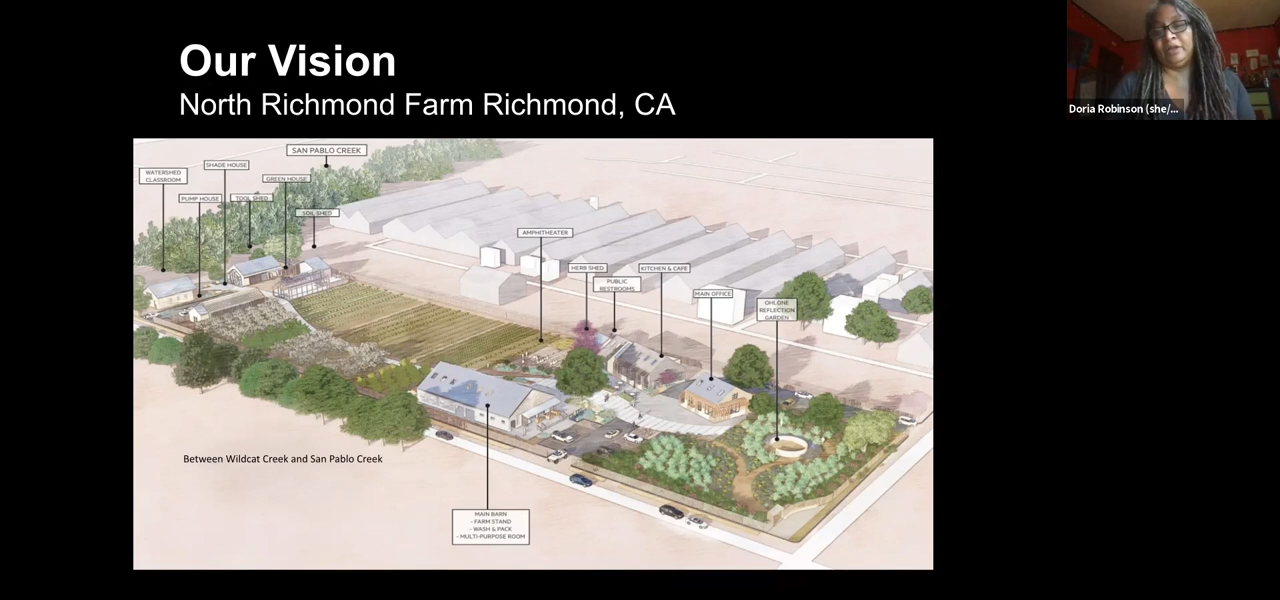 Our Vision
North Richmond Farm Richmond, CA
Doria Robinson (she/...
SAN PABLO CREEK
WATERSHED
CLASSROOM
SHADE HOUSE
GREEN HOUSE
PUMP HOUSE
TOOL SHED
SOIL SHED
AMPHITHEATER
HERB SHED
KITCHEN & CAFE
PUBLIC
RESTROOMS
MAIN OFFICE
OHLONE
REFLECTION
GARDEN
Between Wildcat Creek and San Pablo Creek
MAIN BARN
- FARM STAND
- WASH & PACK
- MULTI-PURPOSE ROOM